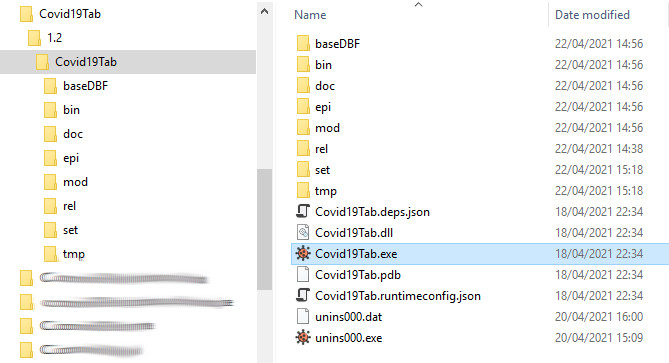 Covid19Tab
1.2
Covid19Tab
baseDBF
bin
doc
epi
mod
rel
set
tmp
Name Date modified
baseDBF 22/04/2021 14:56
bin 22/04/2021 14:56
doc 22/04/2021 14:56
epi 22/04/2021 14:56
mod 22/04/2021 14:56
rel 22/04/2021 14:38
set 22/04/2021 15:18
tmp 22/04/2021 15:18
Covid19Tab.deps.json 18/04/2021 22:34
Covid19Tab.dll 18/04/2021 22:34
Covid19Tab.exe 18/04/2021 22:34
Covid19Tab.pdb 18/04/2021 22:34
Covid19Tab.runtimeconfig.json 18/04/2021 22:34
unins000.dat 20/04/2021 16:00
unins000.exe 20/04/2021 15:09